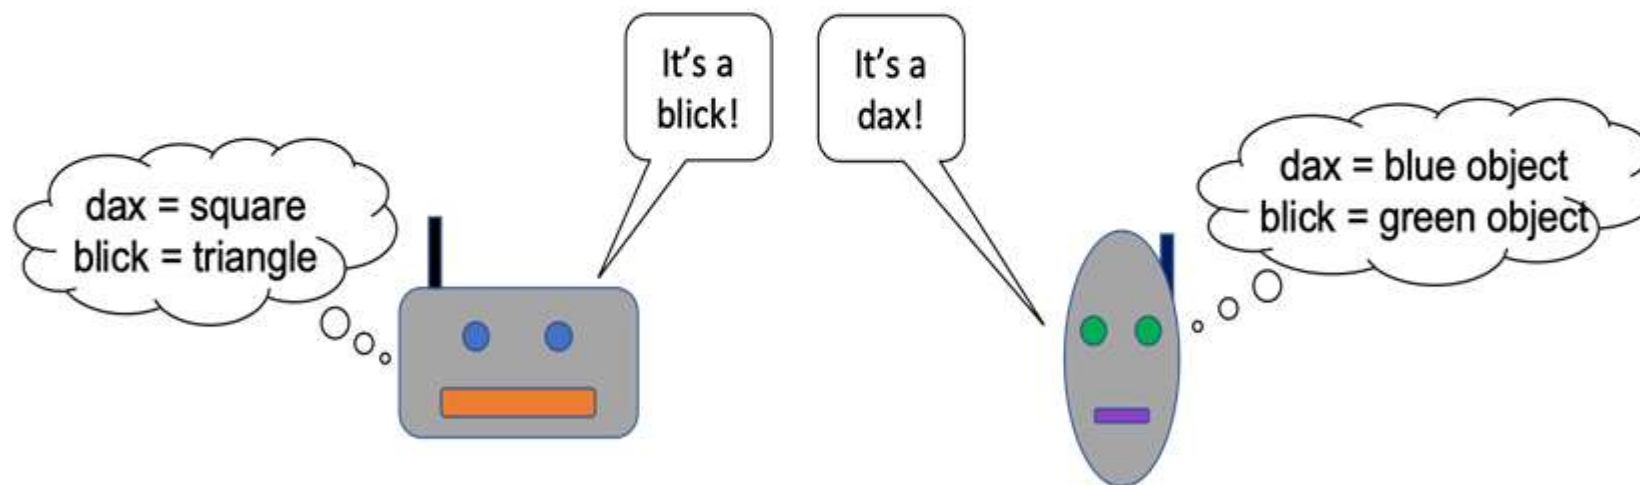 It’s a
blick!
It’s a
dax!
dax = square
blick = triangle
dax = blue object
blick = green object